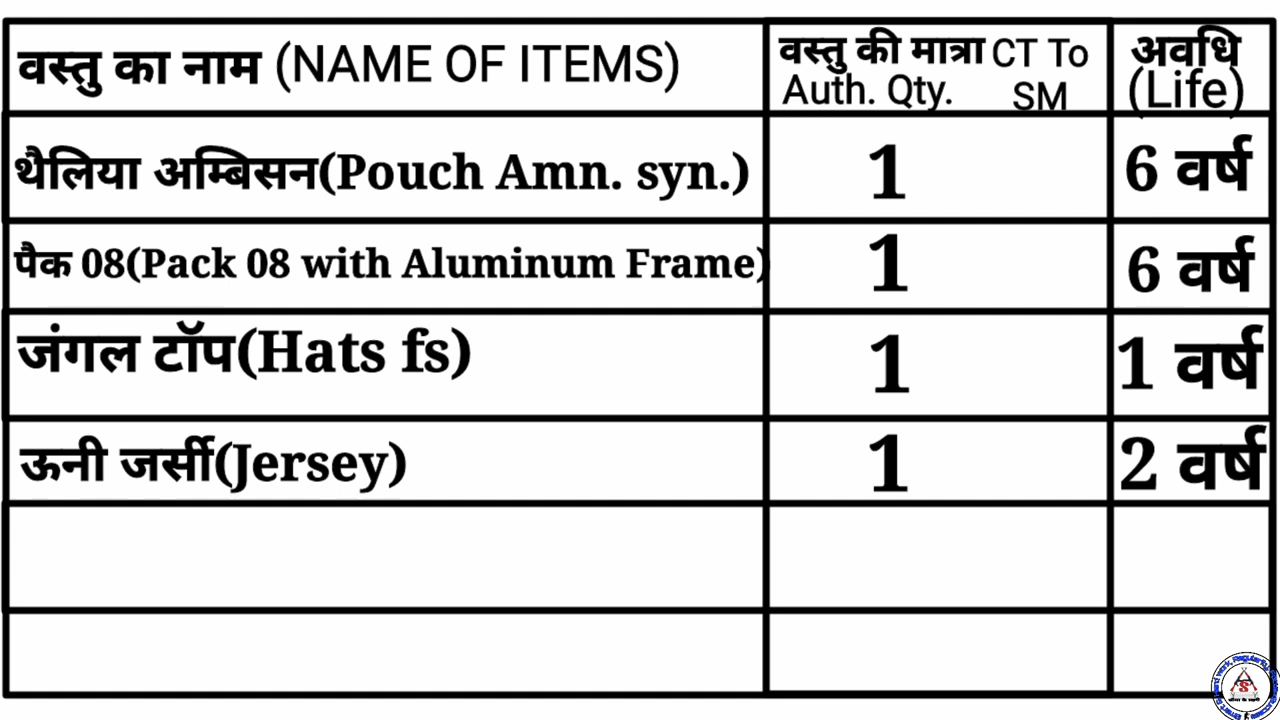 वस्तु का नाम (NAME OF ITEMS)
वस्तु की मात्रा CT To
Auth. Qty. SM
अवधि
(Life)
थैलिया अम्बिसन(Pouch Amn. syn.) 1 6 वर्ष
पैक 08(Pack 08 with Aluminum Frame) 1 6 वर्ष
जंगल टॉप(Hats fs) 1 1 वर्ष
ऊनी जर्सी(Jersey) 1 2 वर्ष